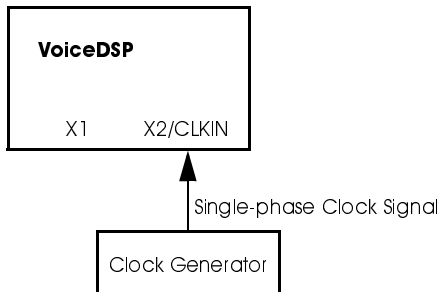 VoiceDSP
X1 X2/CLKIN
Single-phase Clock Signal
Clock Generator